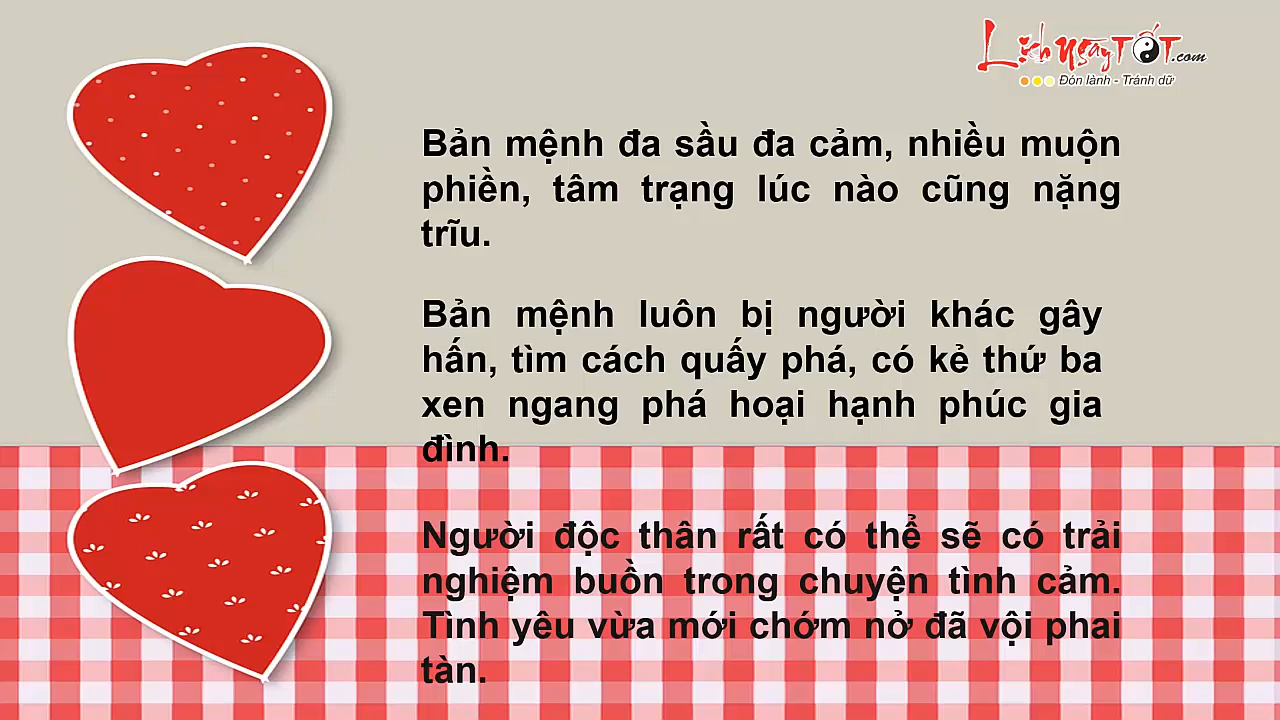 LịchNgàyTỐT.com
Đón lành - Tránh dữ
Bản mệnh đa sầu đa cảm, nhiều muộn
phiền, tâm trạng lúc nào cũng nặng
trĩu.
Bản mệnh luôn bị người khác gây
hấn, tìm cách quấy phá, có kẻ thứ ba
xen ngang phá hoại hạnh phúc gia
đình.
Người độc thân rất có thể sẽ có trải
nghiệm buồn trong chuyện tình cảm.
Tình yêu vừa mới chớm nở đã vội phai
tàn.